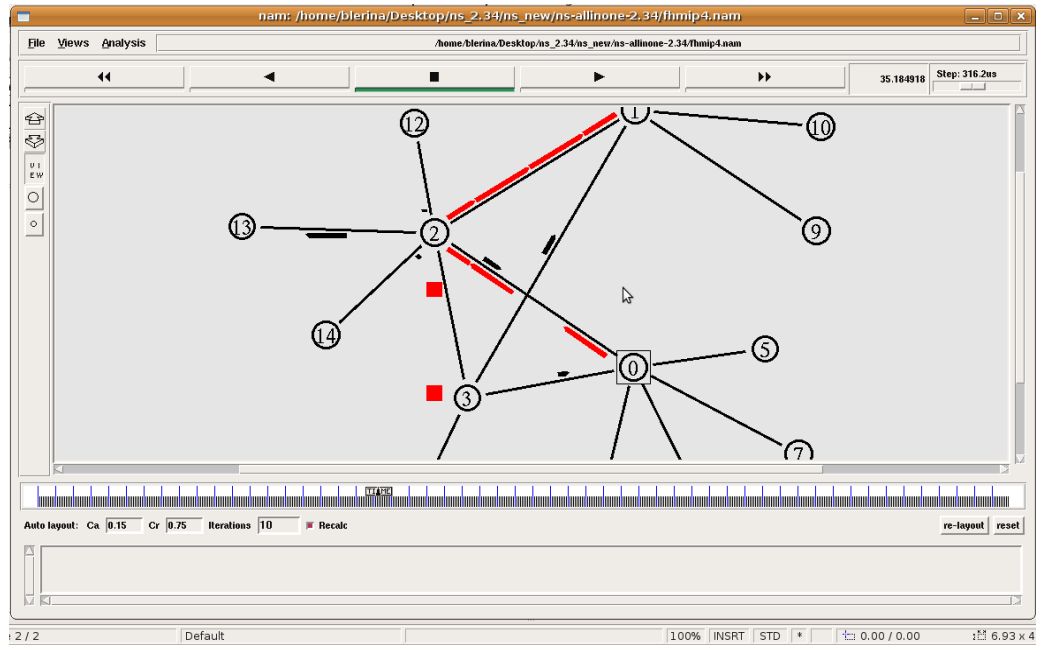 nam: /home/blerina/Desktop/ns_2.34/ns_new/ns-allinone-2.34/fhmip4.nam
File Views Analysis /home/blerina/Desktop/ns_2.34/ns_new/ns-allinone-2.34/fhmip4.nam
35.184918 Step: 316.2us
VI
EW
1
12
10
13
2
9
14
0
5
3
7
TIME
Auto layout: Ca 0.15 Cr 0.75 Iterations 10 Recalc re-layout reset
2 / 2 Default 100% INSRT STD * 0.00 / 0.00 6.93 x 4